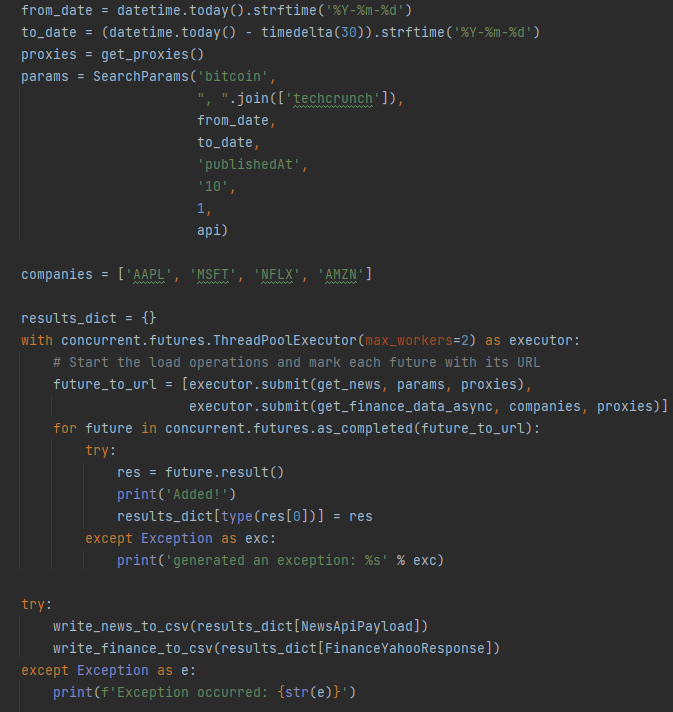 from_date = datetime.today().strftime('%Y-%m-%d')
to_date = (datetime.today() - timedelta(30)).strftime('%Y-%m-%d')
proxies = get_proxies()
params = SearchParams('bitcoin',
                      ", ".join(['techcrunch']),
                      from_date,
                      to_date,
                      'publishedAt',
                      '10',
                      1,
                      api)

companies = ['AAPL', 'MSFT', 'NFLX', 'AMZN']

results_dict = {}
with concurrent.futures.ThreadPoolExecutor(max_workers=2) as executor:
    # Start the load operations and mark each future with its URL
    future_to_url = [executor.submit(get_news, params, proxies),
                     executor.submit(get_finance_data_async, companies, proxies)]
    for future in concurrent.futures.as_completed(future_to_url):
        try:
            res = future.result()
            print('Added!')
            results_dict[type(res[0])] = res
        except Exception as exc:
            print('generated an exception: %s' % exc)

try:
    write_news_to_csv(results_dict[NewsApiPayload])
    write_finance_to_csv(results_dict[FinanceYahooResponse])
except Exception as e:
    print(f'Exception occurred: {str(e)}')